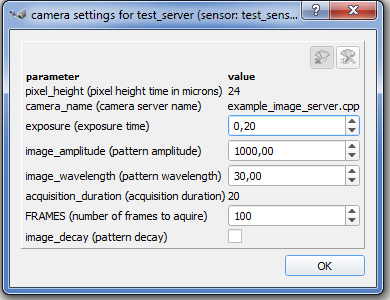 camera settings for test_server (sensor: test_sens...
parameter value
pixel_height (pixel height time in microns) 24
camera_name (camera server name) example_image_server.cpp
exposure (exposure time) 0,20
image_amplitude (pattern amplitude) 1000,00
image_wavelength (pattern wavelength) 30,00
acquisition_duration (acquisition duration) 20
FRAMES (number of frames to aquire) 100
image_decay (pattern decay)
OK